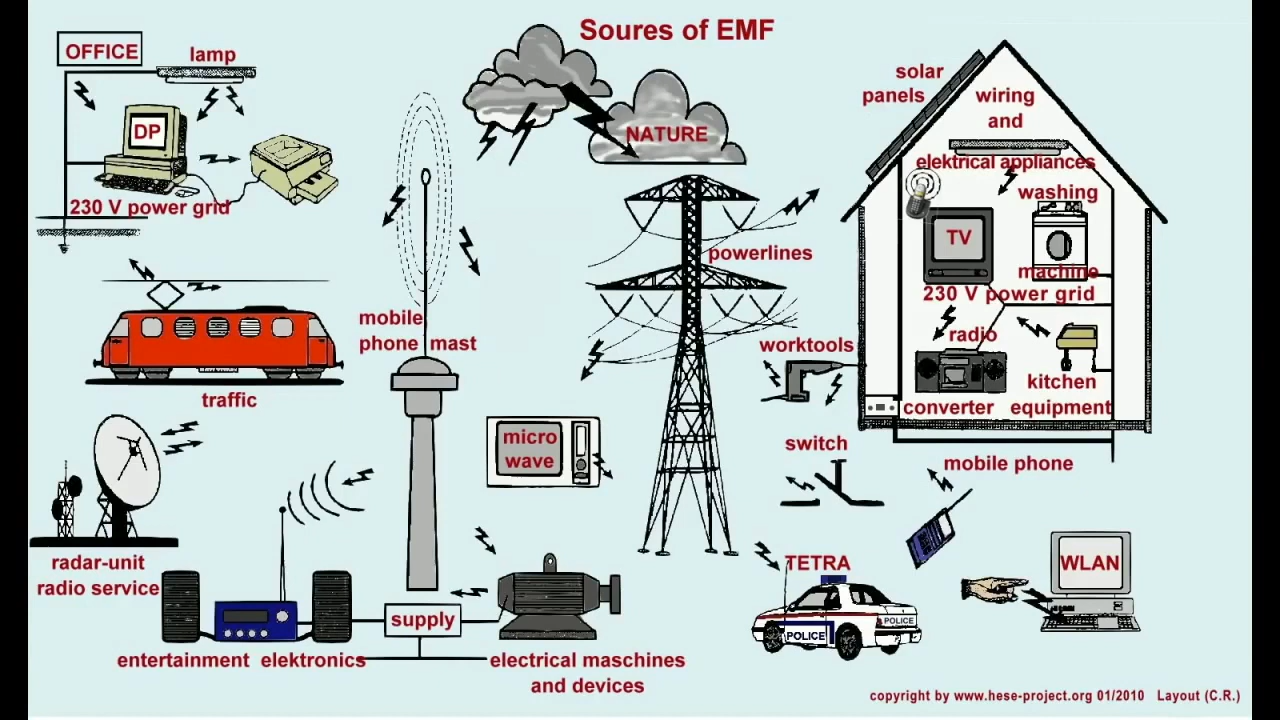 Soures of EMF
OFFICE
lamp
DP
230 V power grid
NATURE
solar
panels
wiring
and
elektrical appliances
washing
TV
machine
230 V power grid
radio
kitchen
converter equipment
powerlines
mobile
phone mast
worktools
traffic
micro
wave
switch
mobile phone
radar-unit
radio service
TETRA
WLAN
POLICE
POLICE
supply
entertainment elektronics
electrical maschines
and devices
copyright by www.hese-project.org 01/2010 Layout (C.R.)